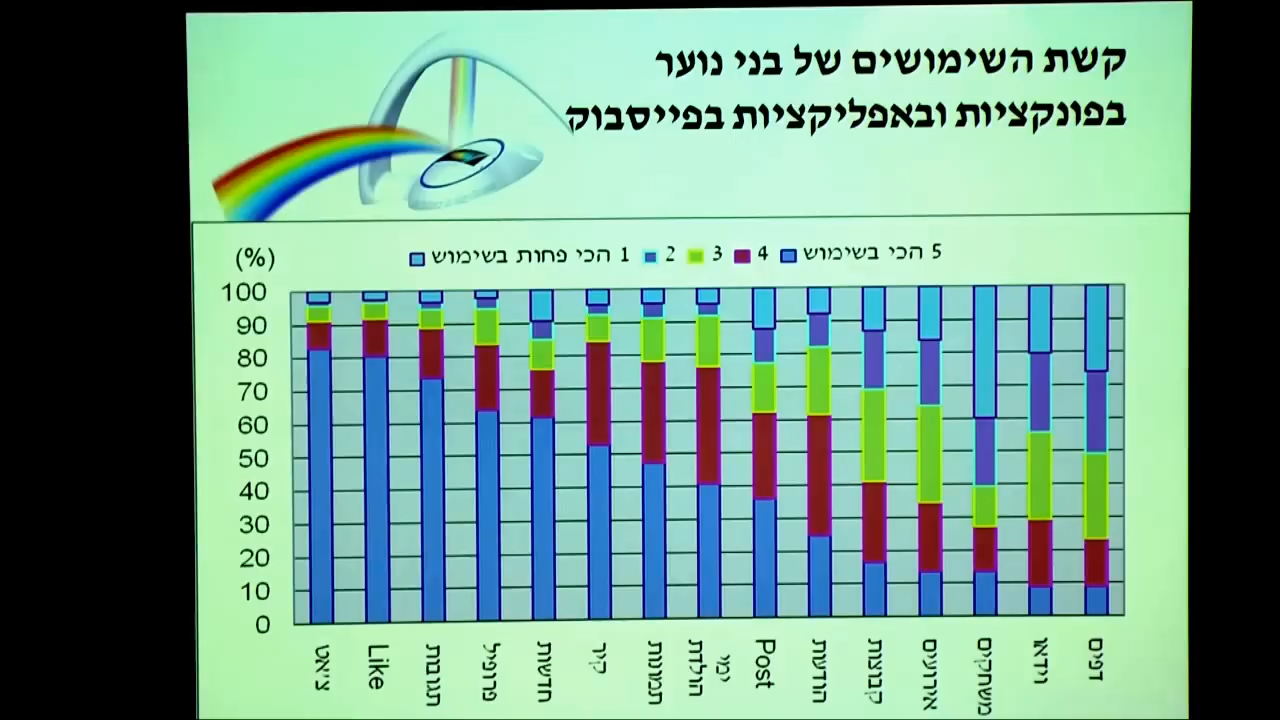 קשת השימושים של בני נוער
בפונקציות ובאפליקציות בפייסבוק
(%)
1 הכי פחות בשימוש 2 3 4 5 הכי בשימוש
100
90
80
70
60
50
40
30
20
10
0
צ'אט
Like
תגובות
פרופיל
חדשות
קיר
תמונות
ימי הולדת
Post
הודעות
קבוצות
אירועים
משחקים
וידאו
דפים